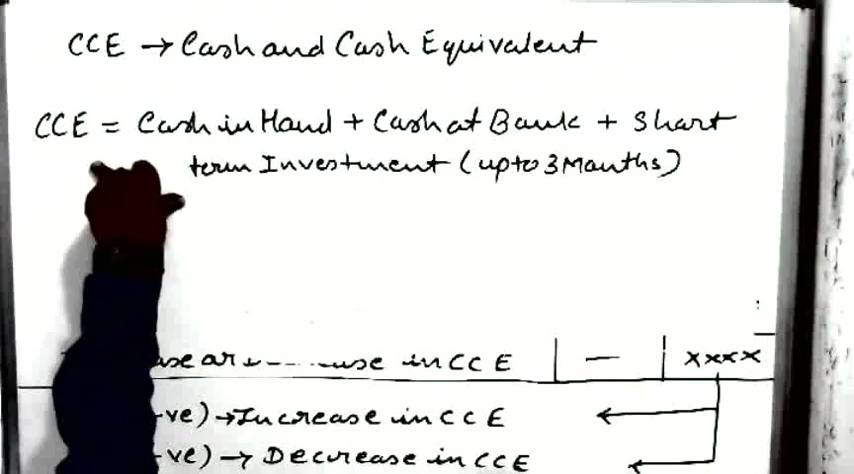 CCE → Cash and Cash Equivalent
CCE = Cash in Hand + Cash at Bank + Short
term Investment (upto 3 Months)
in CCE | — | xxxx
ve) → Increase in CCE
ve) → Decrease in CCE